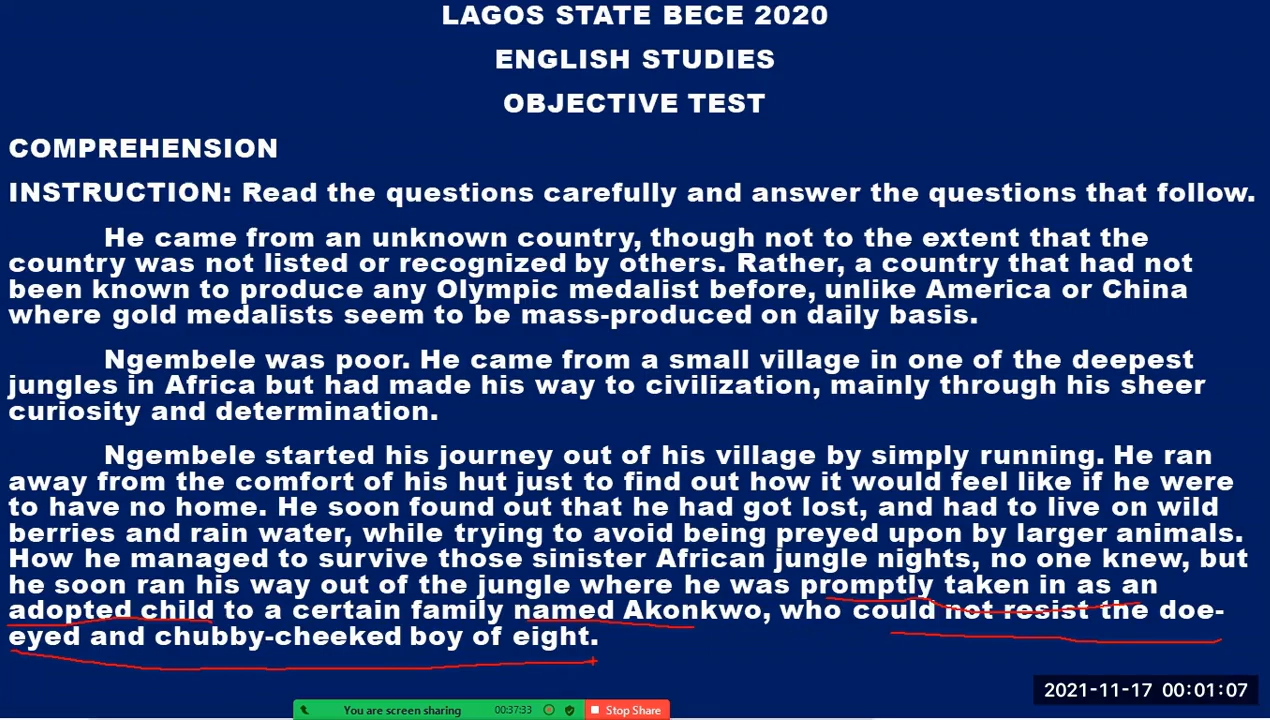 LAGOS STATE BECE 2020
ENGLISH STUDIES
OBJECTIVE TEST
COMPREHENSION
INSTRUCTION: Read the questions carefully and answer the questions that follow.
He came from an unknown country, though not to the extent that the
country was not listed or recognized by others. Rather, a country that had not
been known to produce any Olympic medalist before, unlike America or China
where gold medalists seem to be mass-produced on daily basis.
Ngembele was poor. He came from a small village in one of the deepest
jungles in Africa but had made his way to civilization, mainly through his sheer
curiosity and determination.
Ngembele started his journey out of his village by simply running. He ran
away from the comfort of his hut just to find out how it would feel like if he were
to have no home. He soon found out that he had got lost, and had to live on wild
berries and rain water, while trying to avoid being preyed upon by larger animals.
How he managed to survive those sinister African jungle nights, no one knew, but
he soon ran his way out of the jungle where he was promptly taken in as an
adopted child to a certain family named Akonkwo, who could not resist the doe-
eyed and chubby-cheeked boy of eight.
2021-11-17 00:01:07
You are screen sharing 00:37:33 Stop Share